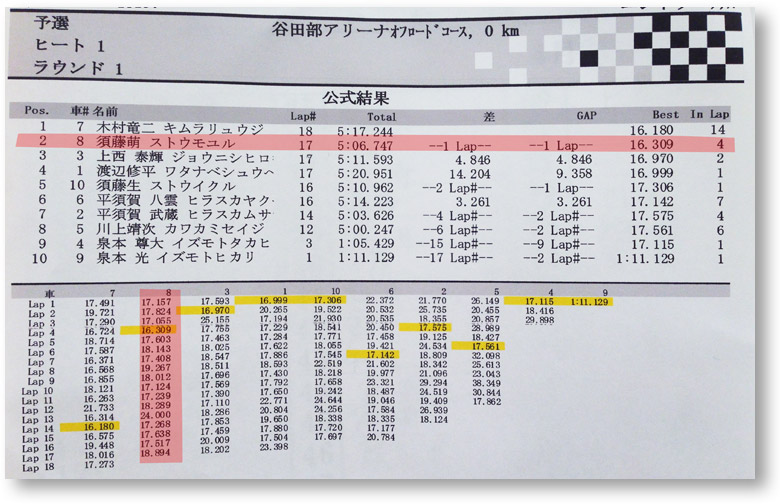 予選
ヒート 1
ラウンド 1
谷田部アリーナオフロードコース, 0 km
公式結果
Pos. 車# 名前 Lap# Total 差 GAP Best In Lap
1 7 木村竜二 キムラリュウジ 18 5:17.244 16.180 14
2 8 須藤萌 ストウモユル 17 5:06.747 --1 Lap#-- --1 Lap#-- 16.309 4
3 3 上西 泰輝 ジョウニシヒロ 17 5:11.593 4.846 4.846 16.970 2
4 1 渡辺修平 ワタナベシュウヘ 17 5:20.951 14.204 9.358 16.999 1
5 10 須藤生 ストウイクル 16 5:10.962 --2 Lap#-- --1 Lap#-- 17.306 1
6 6 平須賀 八雲 ヒラスカヤク 16 5:14.223 3.261 3.261 17.142 7
7 2 平須賀 武蔵 ヒラスカムサ 14 5:03.626 --4 Lap#-- --2 Lap#-- 17.575 4
8 5 川上靖次 カワカミセイジ 12 5:00.247 --6 Lap#-- --2 Lap#-- 17.561 6
9 4 泉本 尊大 イズモトタカヒ 3 1:05.429 --15 Lap#-- --9 Lap#-- 17.115 1
10 9 泉本 光 イズモトヒカリ 1 1:11.129 --17 Lap#-- --2 Lap#-- 1:11.129 1
車 7 8 3 1 10 6 2 5 4 9
Lap 1 17.491 17.157 17.593 16.999 17.306 22.372 21.770 26.149 17.115 1:11.129
Lap 2 19.721 17.824 16.970 20.265 19.522 20.532 25.735 20.455 18.416
Lap 3 17.290 17.055 25.155 17.194 21.930 20.535 18.355 20.857 29.898
Lap 4 16.724 16.309 17.755 17.229 18.541 20.450 17.575 28.989
Lap 5 18.714 17.603 17.463 17.284 17.771 17.458 19.125 18.427
Lap 6 17.587 18.143 18.025 17.622 18.055 19.421 24.534 17.561
Lap 7 16.371 17.408 18.547 17.886 17.545 17.142 18.809 32.098
Lap 8 16.568 19.267 18.511 18.593 22.519 21.602 18.342 25.613
Lap 9 16.855 18.012 17.696 17.430 18.218 19.977 21.096 23.043
Lap 10 18.121 17.124 17.569 17.792 17.658 23.321 29.294 38.349
Lap 11 16.263 17.239 17.390 17.650 19.242 18.487 24.519 30.844
Lap 12 21.733 18.289 17.110 22.771 24.644 19.046 19.409 17.862
Lap 13 16.314 24.000 18.286 20.804 24.256 17.584 26.939
Lap 14 16.180 17.268 17.853 19.650 18.338 18.335 18.124
Lap 15 16.575 17.638 17.459 17.880 17.720 17.177
Lap 16 19.448 17.517 20.009 17.504 17.697 20.784
Lap 17 18.016 18.894 18.202 23.398
Lap 18 17.273